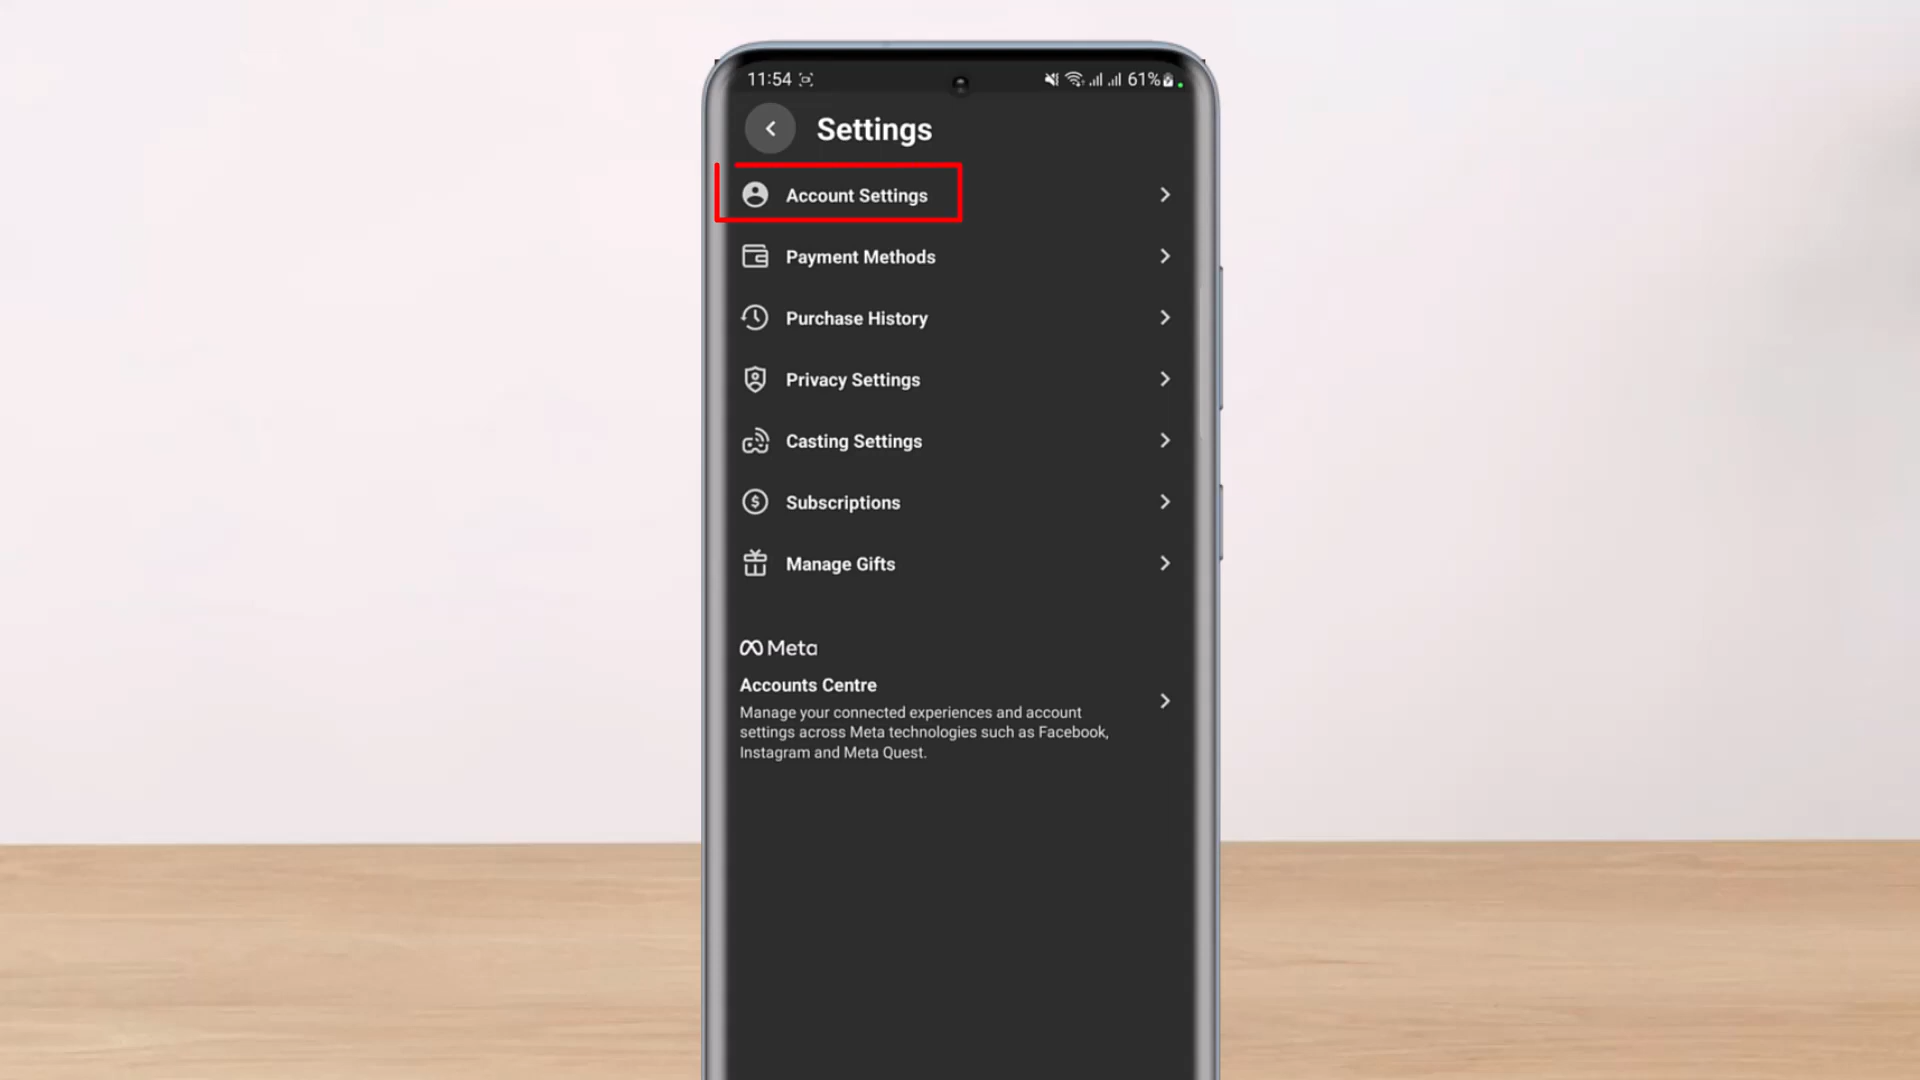 11:54
61%
Settings
Account Settings
Payment Methods
Purchase History
Privacy Settings
Casting Settings
Subscriptions
Manage Gifts
Meta
Accounts Centre
Manage your connected experiences and account
settings across Meta technologies such as Facebook,
Instagram and Meta Quest.